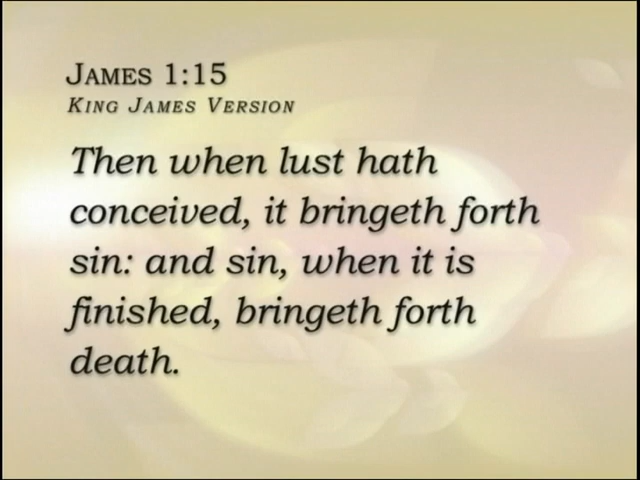 James 1:15
King James Version
Then when lust hath
conceived, it bringeth forth
sin: and sin, when it is
finished, bringeth forth
death.